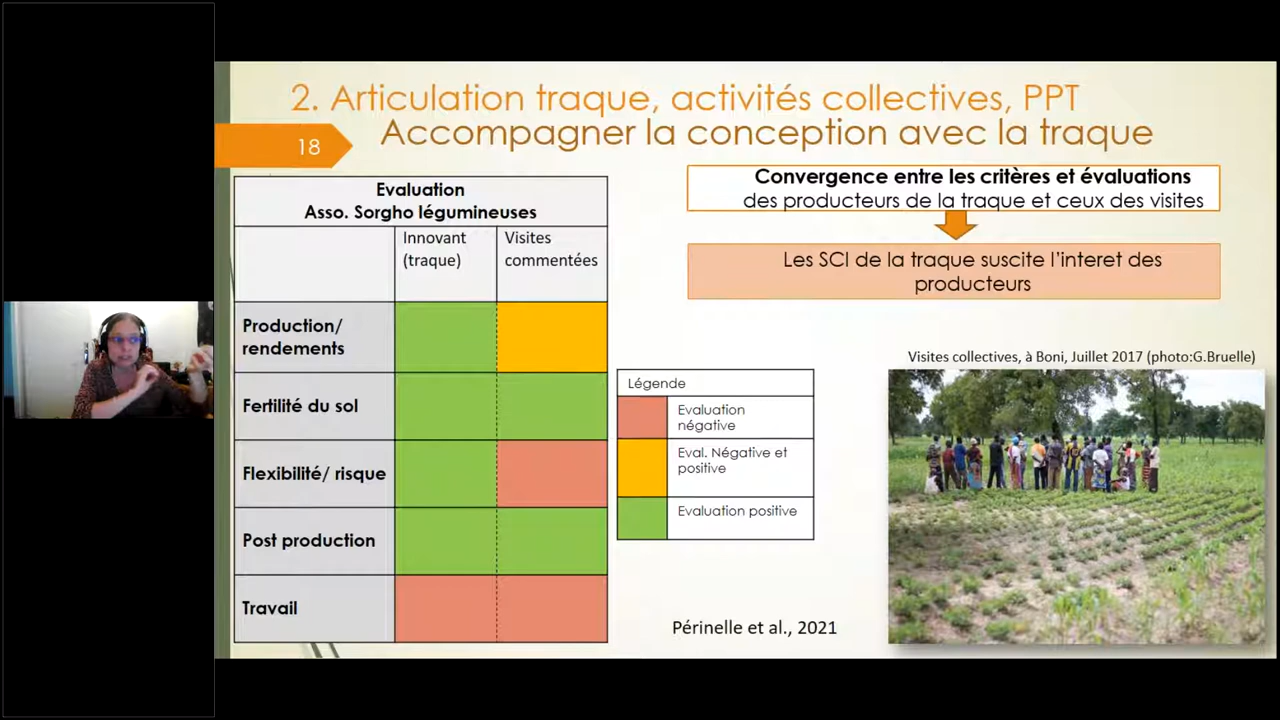 2. Articulation traque, activités collectives, PPT
Accompagner la conception avec la traque
18
Evaluation
Asso. Sorgho légumineuses
Innovant
(traque)
Visites
commentées
Production/
rendements
Fertilité du sol
Flexibilité/ risque
Post production
Travail
Légende
Evaluation
négative
Eval. Négative et
positive
Evaluation positive
Convergence entre les critères et évaluations
des producteurs de la traque et ceux des visites
Les SCI de la traque suscite l'interet des
producteurs
Visites collectives, à Boni, Juillet 2017 (photo:G.Bruelle)
Périnelle et al., 2021